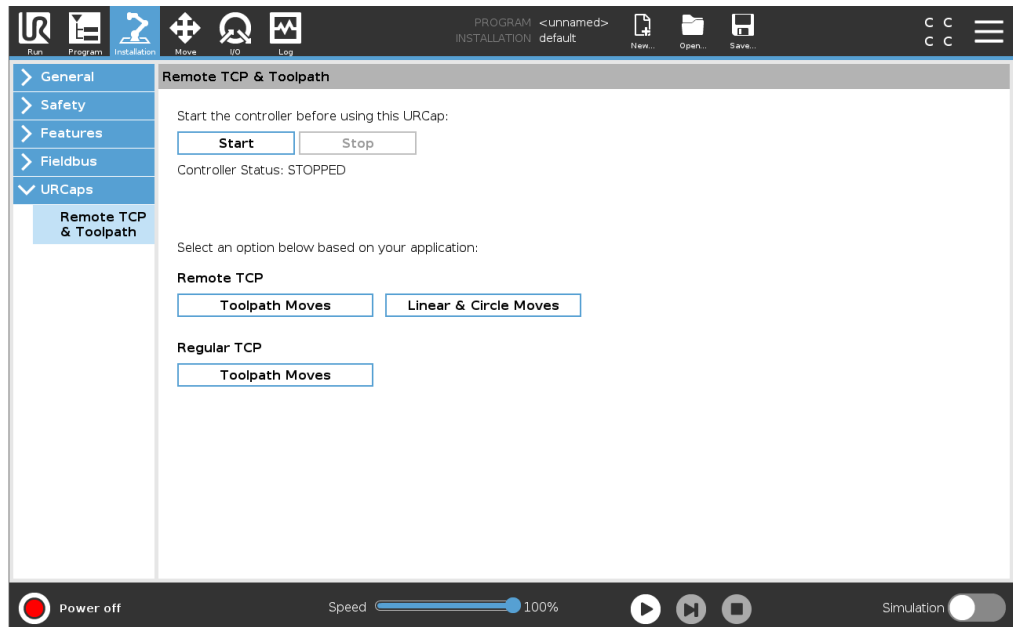 PROGRAM <unnamed>
INSTALLATION default
C C
C C
UR
Run
Program
Installation
Move
I/O
Log
New...
Open...
Save...
General
Safety
Features
Fieldbus
URCaps
Remote TCP
& Toolpath
Remote TCP & Toolpath
Start the controller before using this URCap:
Start
Stop
Controller Status: STOPPED
Select an option below based on your application:
Remote TCP
Toolpath Moves
Linear & Circle Moves
Regular TCP
Toolpath Moves
Power off
Speed
100%
Simulation